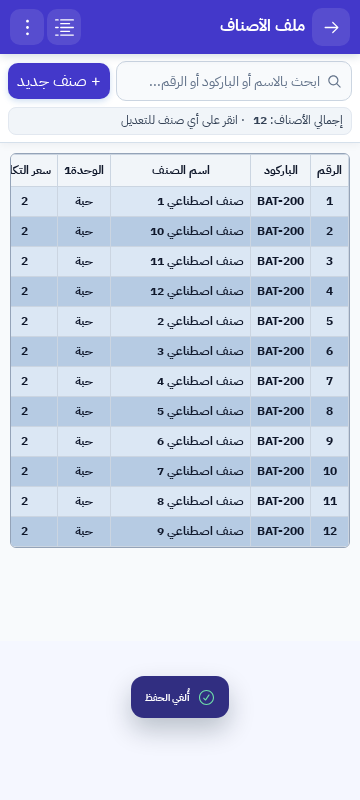 ملف الأصناف
ابحث بالاسم أو الباركود أو الرقم...
+ صنف جديد
إجمالي الأصناف: 12 · انقر على أي صنف للتعديل
الرقم الباركود اسم الصنف الوحدة1 سعر التكا
1 BAT-200 صنف اصطناعي 1 حبة 2
2 BAT-200 صنف اصطناعي 10 حبة 2
3 BAT-200 صنف اصطناعي 11 حبة 2
4 BAT-200 صنف اصطناعي 12 حبة 2
5 BAT-200 صنف اصطناعي 2 حبة 2
6 BAT-200 صنف اصطناعي 3 حبة 2
7 BAT-200 صنف اصطناعي 4 حبة 2
8 BAT-200 صنف اصطناعي 5 حبة 2
9 BAT-200 صنف اصطناعي 6 حبة 2
10 BAT-200 صنف اصطناعي 7 حبة 2
11 BAT-200 صنف اصطناعي 8 حبة 2
12 BAT-200 صنف اصطناعي 9 حبة 2
أُلغي الحفظ